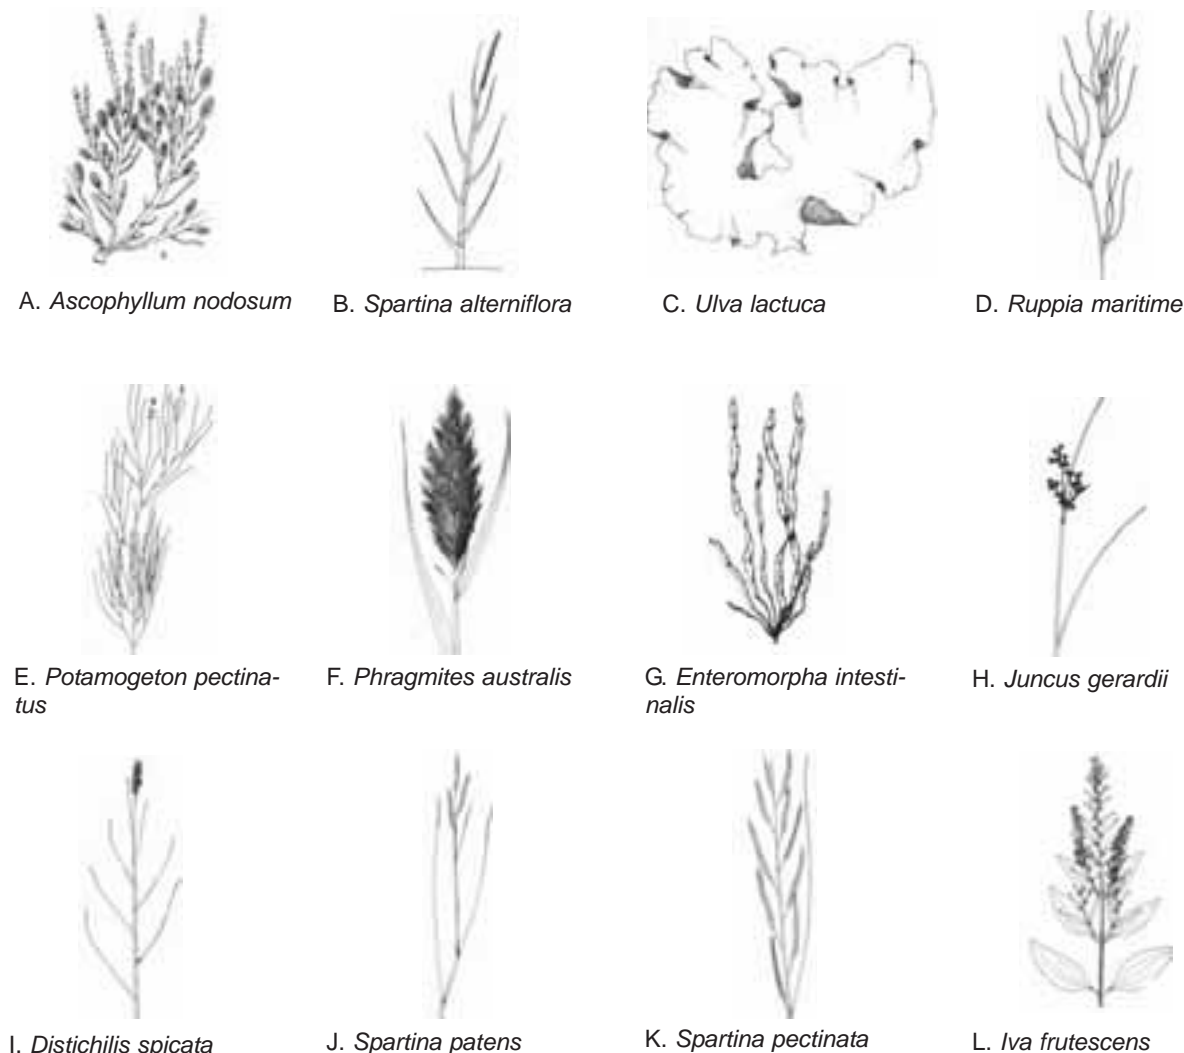 A. Ascophyllum nodosum
B. Spartina alterniflora
C. Ulva lactuca
D. Ruppia maritime
E. Potamogeton pectina-
tus
F. Phragmites australis
G. Enteromorpha intesti-
nalis
H. Juncus gerardii
I. Distichilis spicata
J. Spartina patens
K. Spartina pectinata
L. Iva frutescens